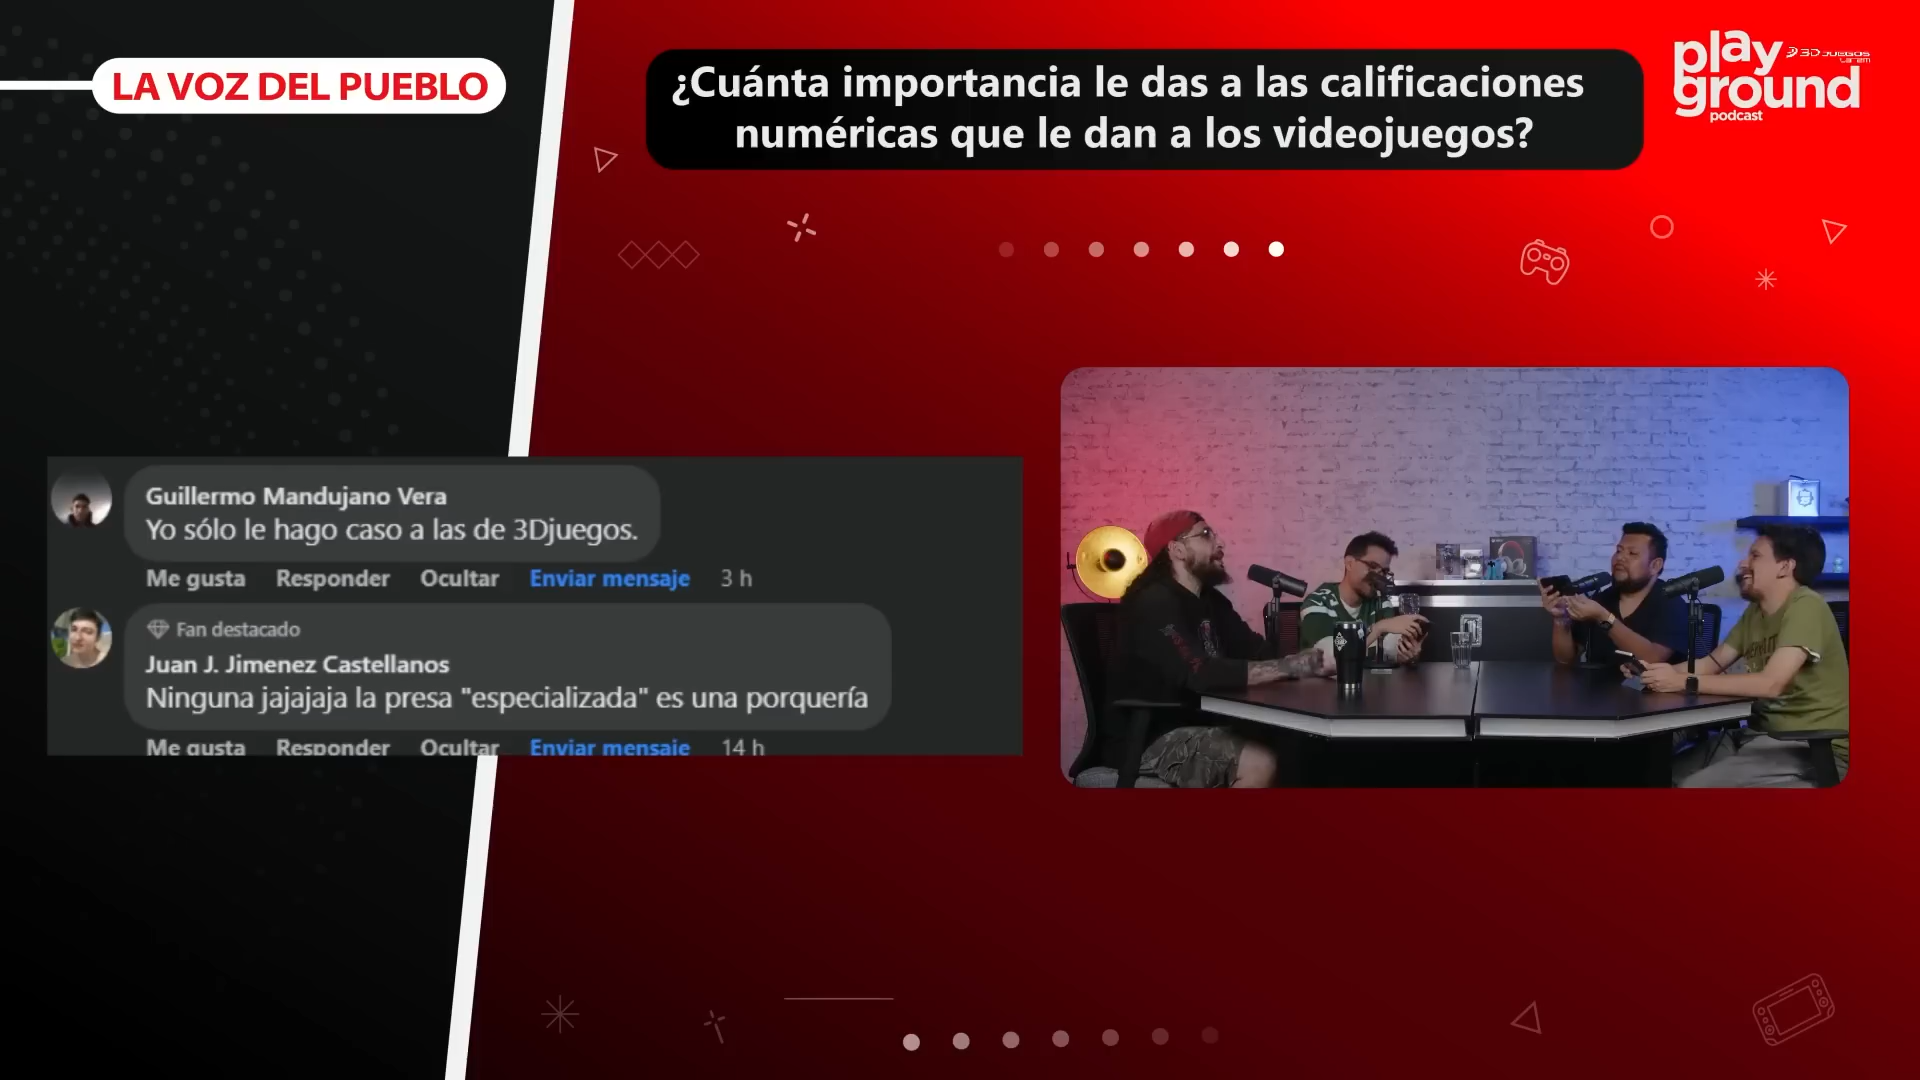 LA VOZ DEL PUEBLO
¿Cuánta importancia le das a las calificaciones
numéricas que le dan a los videojuegos?
play
3D JUEGOS
LATAM
ground
podcast
Guillermo Mandujano Vera
Yo sólo le hago caso a las de 3Djuegos.
Me gusta Responder Ocultar Enviar mensaje 3 h
Fan destacado
Juan J. Jimenez Castellanos
Ninguna jajajaja la presa "especializada" es una porquería
Me gusta Responder Ocultar Enviar mensaje 14 h